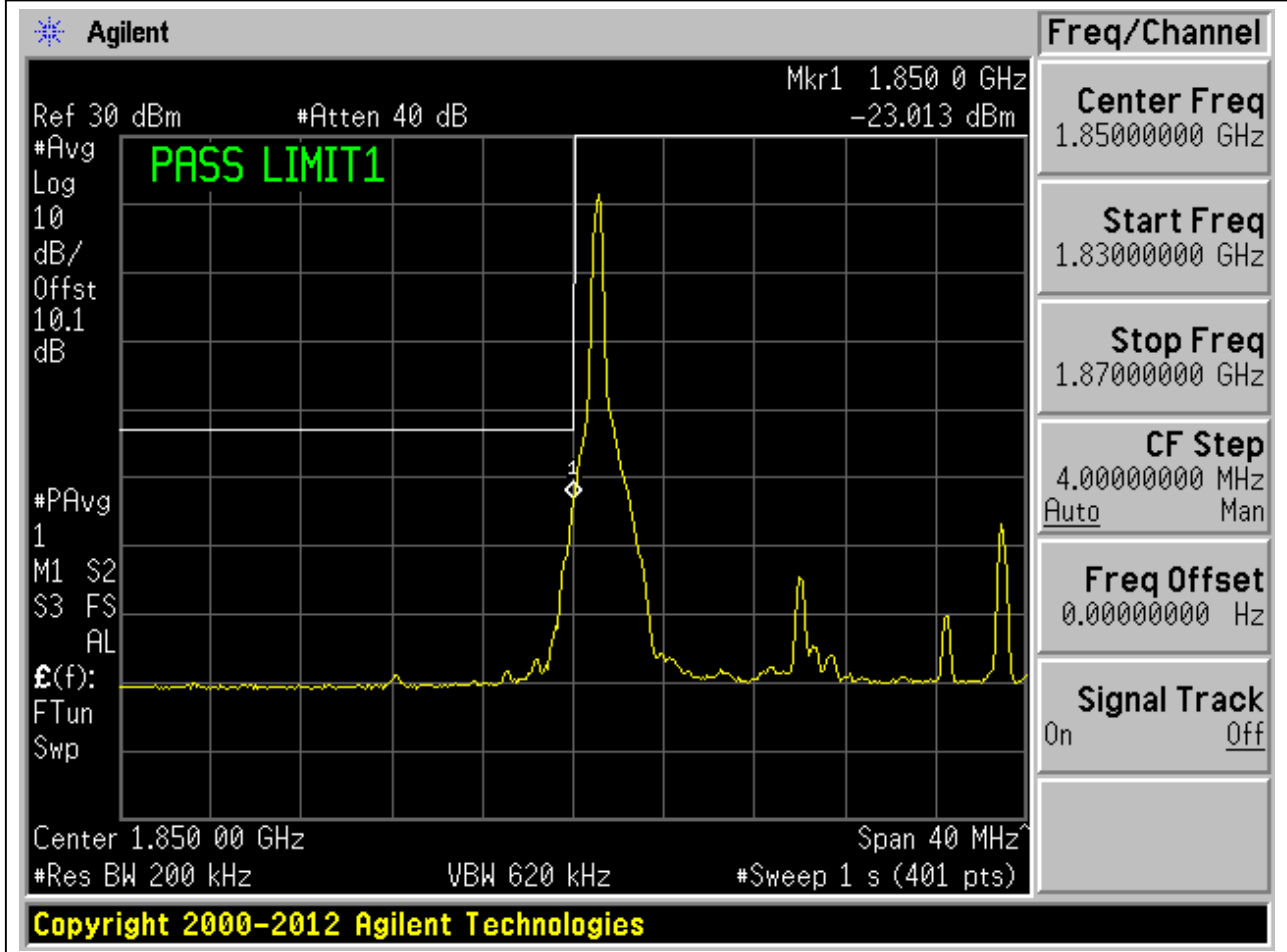 Agilent
Freq/Channel
Mkr1 1.850 0 GHz
Ref 30 dBm #Atten 40 dB -23.013 dBm
#Avg
Log
10
dB/
Offst
10.1
dB
PASS LIMIT1
1
#PAvg
1
M1 S2
S3 FS
AL
£(f):
FTun
Swp
Center 1.850 00 GHz Span 40 MHz^
#Res BW 200 kHz VBW 620 kHz #Sweep 1 s (401 pts)
Copyright 2000-2012 Agilent Technologies
Center Freq
1.85000000 GHz
Start Freq
1.83000000 GHz
Stop Freq
1.87000000 GHz
CF Step
4.00000000 MHz
Auto Man
Freq Offset
0.00000000 Hz
Signal Track
On Off